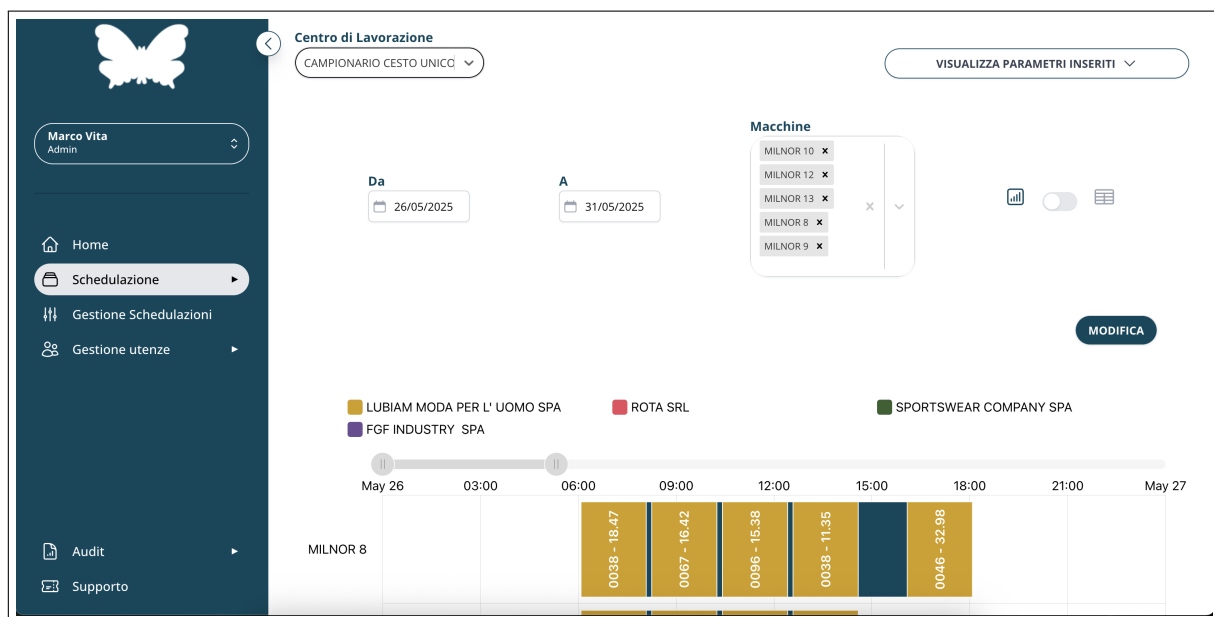 Marco Vita
Admin
Home
Schedulazione
Gestione Schedulazioni
Gestione utenze
Audit
Supporto
Centro di Lavorazione
CAMPIONARIO CESTO UNICO
VISUALIZZA PARAMETRI INSERITI
Da
26/05/2025
A
31/05/2025
Macchine
MILNOR 10 ×
MILNOR 12 ×
MILNOR 13 ×
MILNOR 8 ×
MILNOR 9 ×
MODIFICA
LUBIAM MODA PER L' UOMO SPA
ROTA SRL
SPORTSWEAR COMPANY SPA
FGF INDUSTRY SPA
May 26 03:00 06:00 09:00 12:00 15:00 18:00 21:00 May 27
MILNOR 8
0038 - 18.47
0067 - 16.42
0096 - 15.38
0038 - 11.35
0046 - 32.98